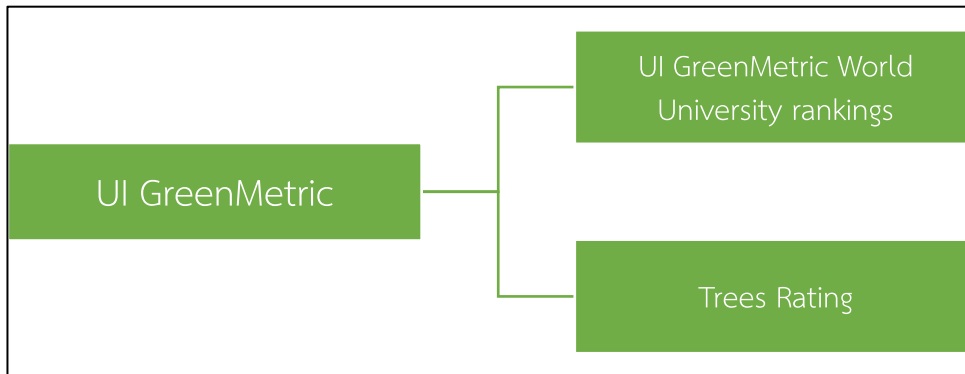 UI GreenMetric World
University rankings
UI GreenMetric
Trees Rating